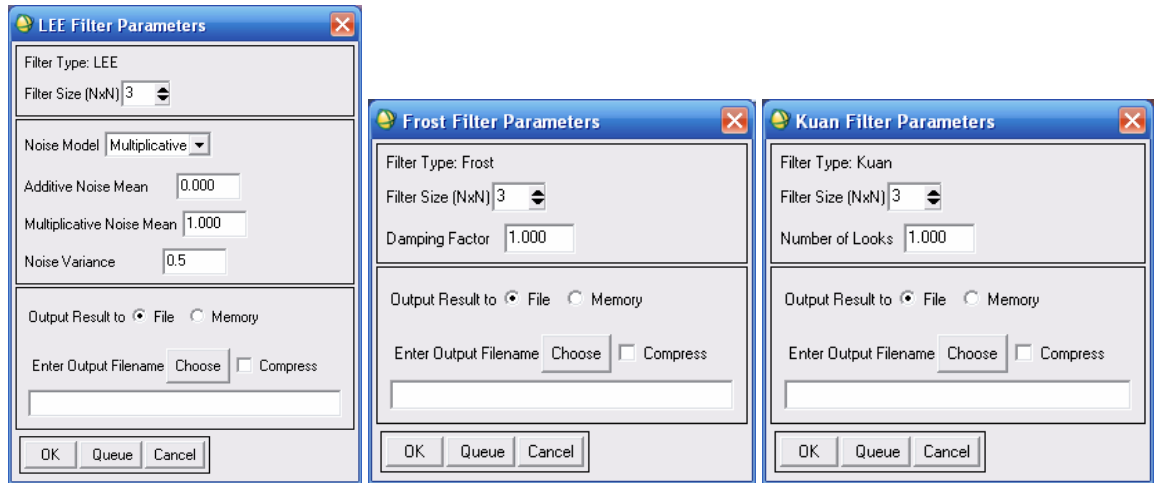 LEE Filter Parameters
Filter Type: LEE
Filter Size (NxN) 3
Noise Model Multiplicative
Additive Noise Mean 0.000
Multiplicative Noise Mean 1.000
Noise Variance 0.5
Output Result to File Memory
Enter Output Filename Choose Compress
OK Queue Cancel
Frost Filter Parameters
Filter Type: Frost
Filter Size (NxN) 3
Damping Factor 1.000
Output Result to File Memory
Enter Output Filename Choose Compress
OK Queue Cancel
Kuan Filter Parameters
Filter Type: Kuan
Filter Size (NxN) 3
Number of Looks 1.000
Output Result to File Memory
Enter Output Filename Choose Compress
OK Queue Cancel